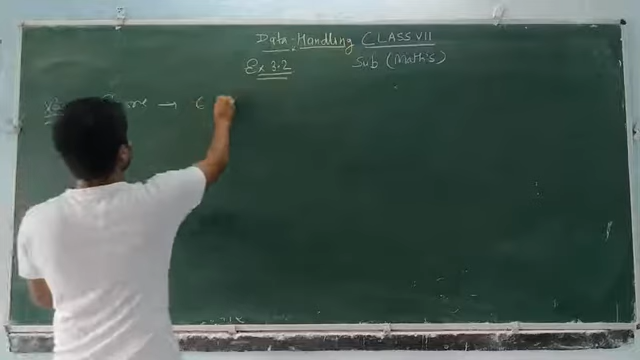 Data-Handling CLASS VII
Ex 3.2 Sub (Math's)
→ (